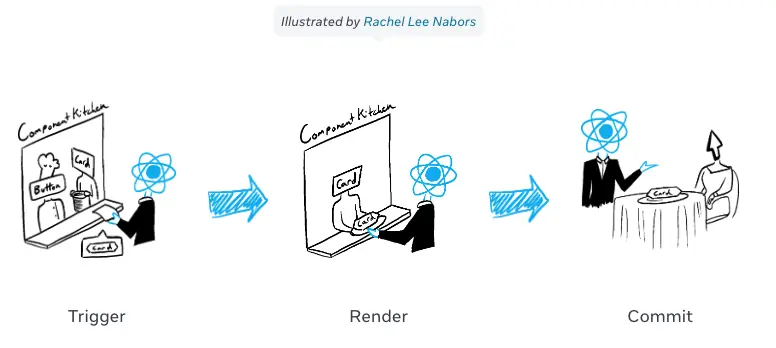 Illustrated by Rachel Lee Nabors
Component Kitchen
Button
Card
Card
Component Kitchen
Card
Card
Card
Trigger
Render
Commit